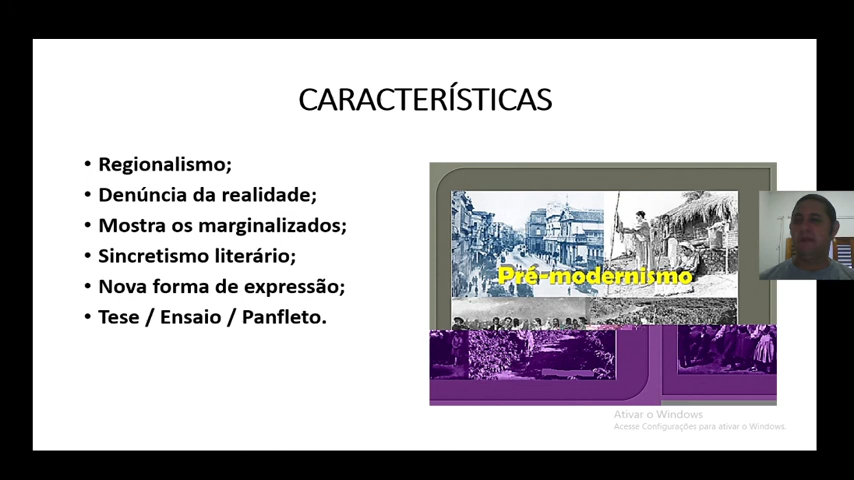 CARACTERÍSTICAS
• Regionalismo;
• Denúncia da realidade;
• Mostra os marginalizados;
• Sincretismo literário;
• Nova forma de expressão;
• Tese / Ensaio / Panfleto.
Pré-modernismo
Ativar o Windows
Acesse Configurações para ativar o Windows.